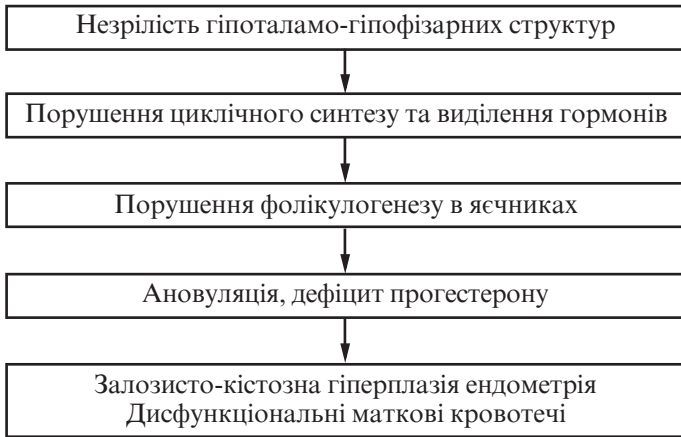 Незрілість гіпоталамо-гіпофізарних структур
Порушення циклічного синтезу та виділення гормонів
Порушення фолікулогенезу в яєчниках
Ановуляція, дефіцит прогестерону
Залозисто-кістозна гіперплазія ендометрія
Дисфункціональні маткові кровотечі